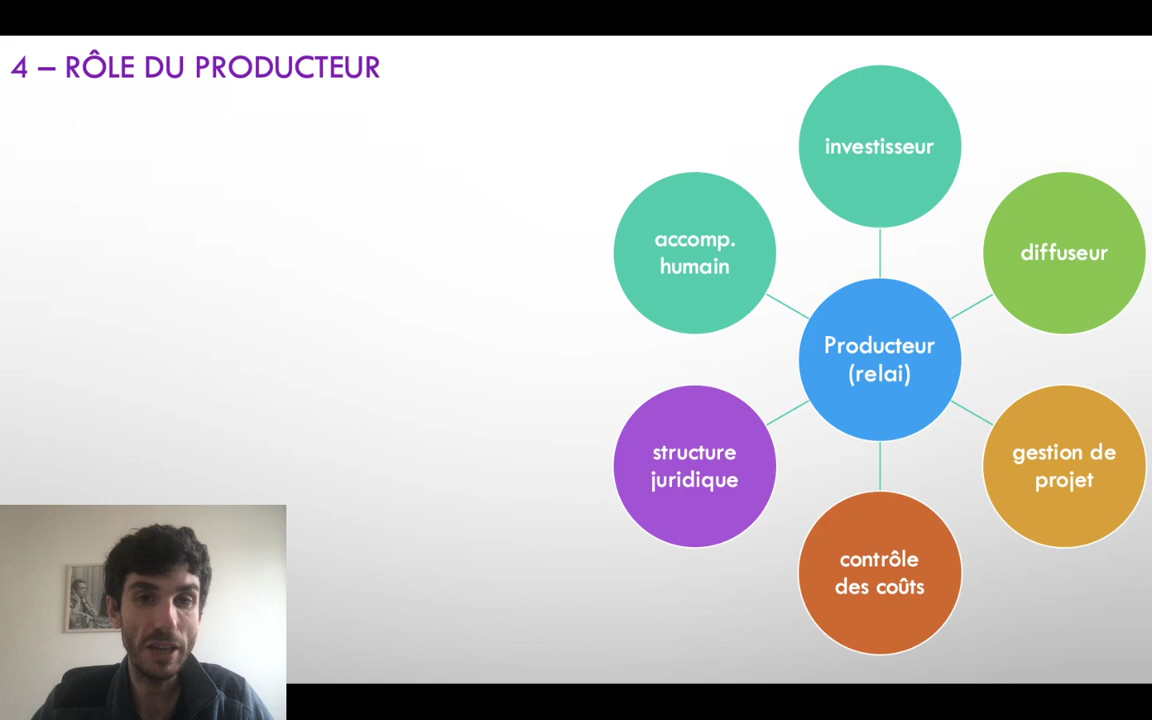 4 – RÔLE DU PRODUCTEUR
investisseur
accomp.
humain
diffuseur
Producteur
(relai)
structure
juridique
gestion de
projet
contrôle
des coûts